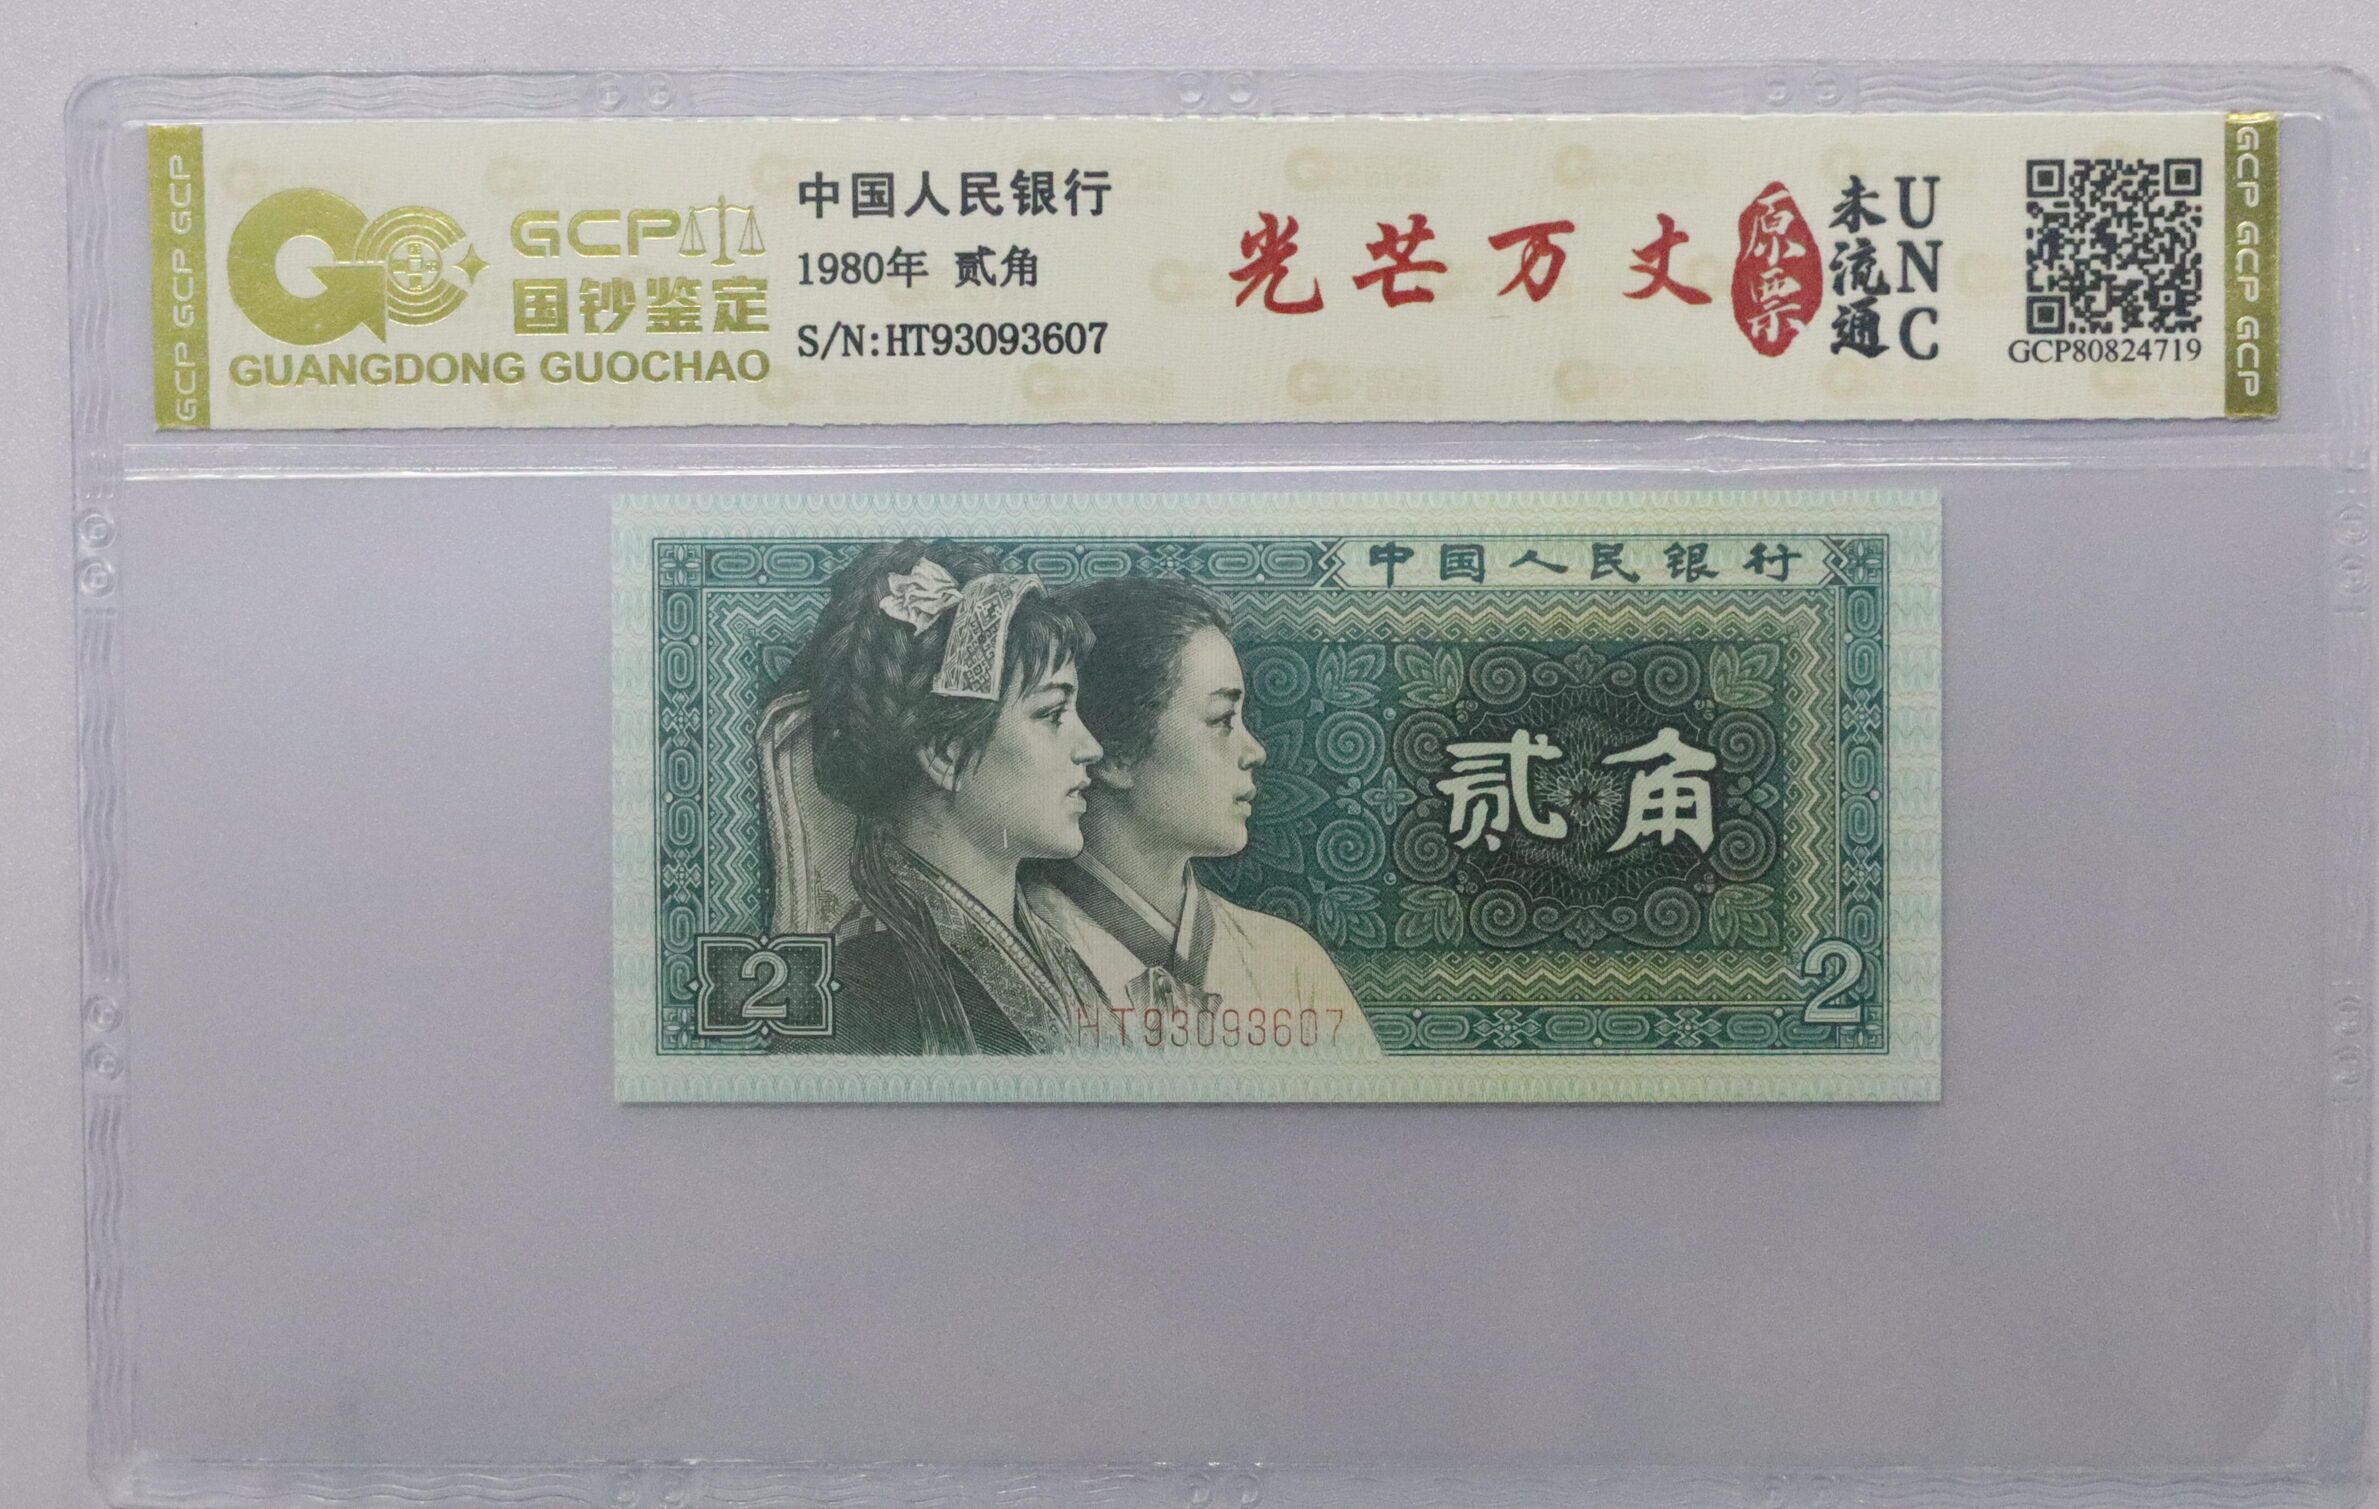 GCP GCP GCP
GCP
国钞鉴定
GUANGDONG GUOCHAO
中国人民银行
1980年 贰角
S/N:HT93093607
光芒万丈
原票
未流通
UNC
GCP80824719
GCP GCP GCP
中国人民银行
贰角
2
2
HT93093607